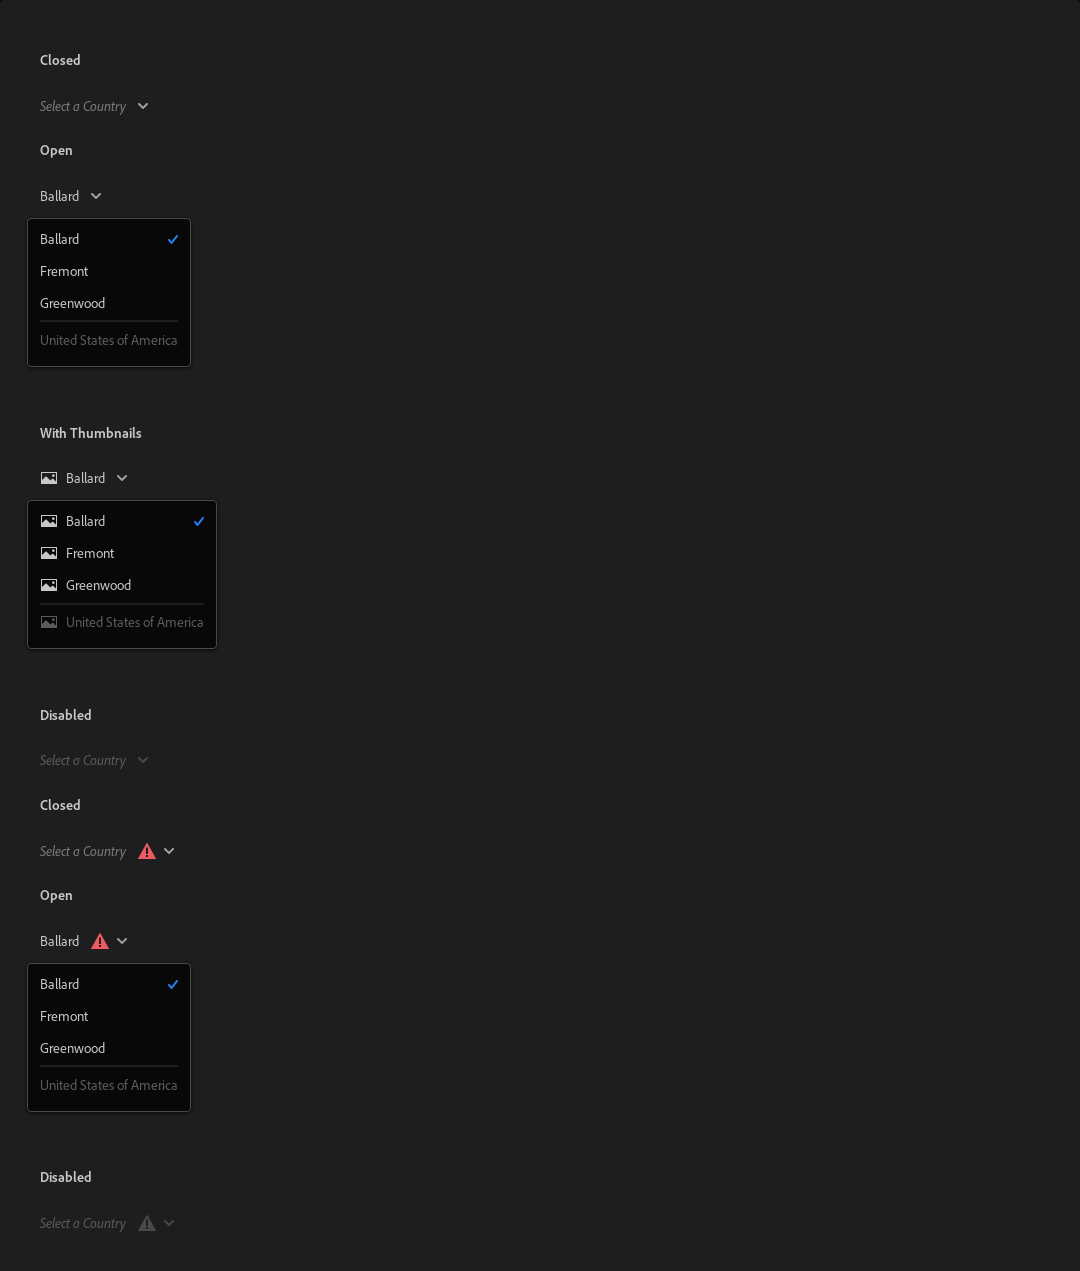 Closed
Select a Country
Open
Ballard
Ballard
Fremont
Greenwood
United States of America
With Thumbnails
Ballard
Ballard
Fremont
Greenwood
United States of America
Disabled
Select a Country
Closed
Select a Country
Open
Ballard
Ballard
Fremont
Greenwood
United States of America
Disabled
Select a Country